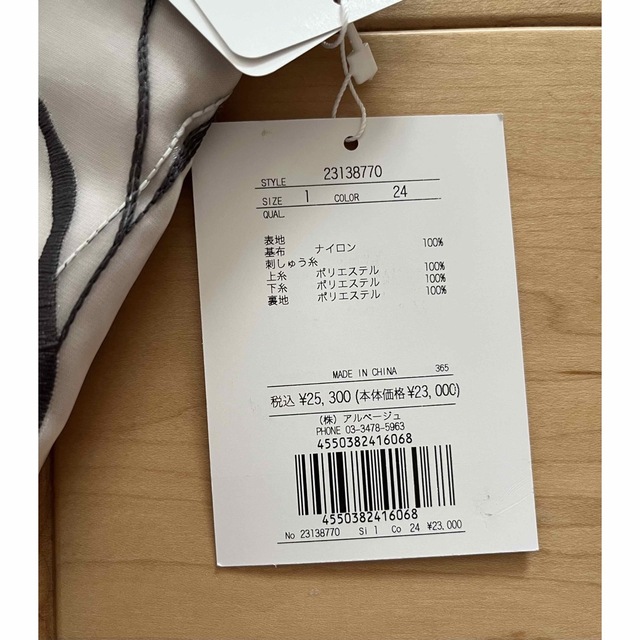 STYLE 23138770
SIZE 1 COLOR 24
QUAL.
表地
基布 ナイロン 100%
刺しゅう糸
上糸 ポリエステル 100%
下糸 ポリエステル 100%
裏地 ポリエステル 100%
MADE IN CHINA 365
税込 ¥25,300 (本体価格¥23,000)
(株) アルページュ
PHONE 03-3478-5963
4550382416068
4550382416068
No 23138770 Si 1 Co 24 ¥23,000